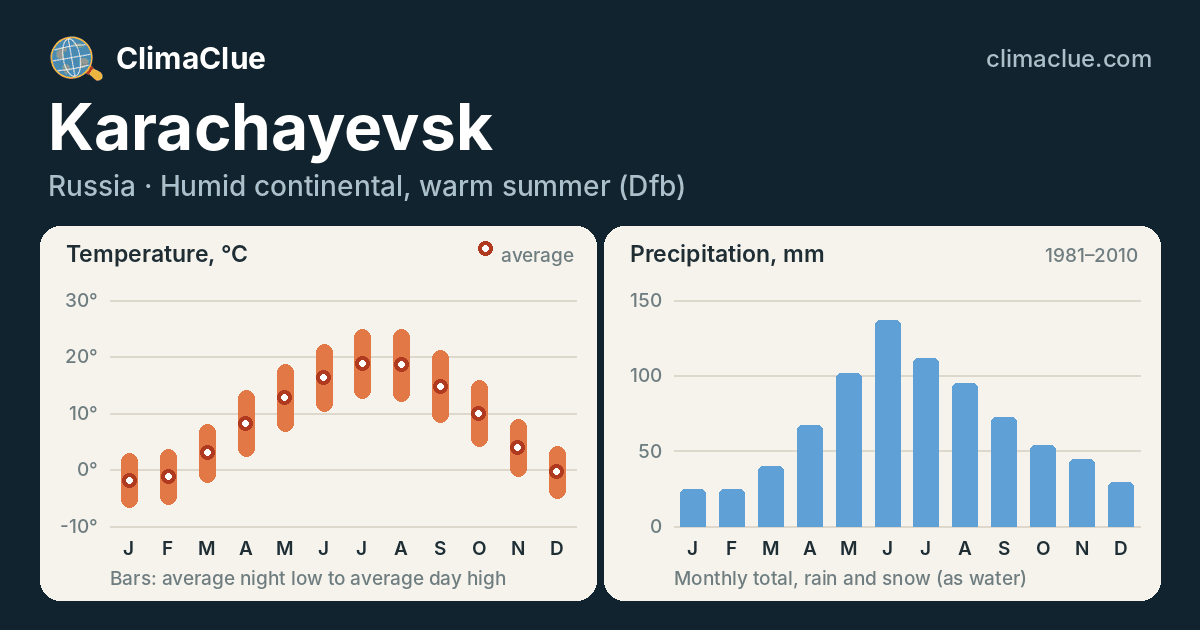 ClimaClue
climaclue.com
Karachayevsk
Russia · Humid continental, warm summer (Dfb)
Temperature, °C
average
30°
20°
10°
0°
-10°
J F M A M J J A S O N D
Bars: average night low to average day high
Precipitation, mm
1981–2010
150
100
50
0
J F M A M J J A S O N D
Monthly total, rain and snow (as water)